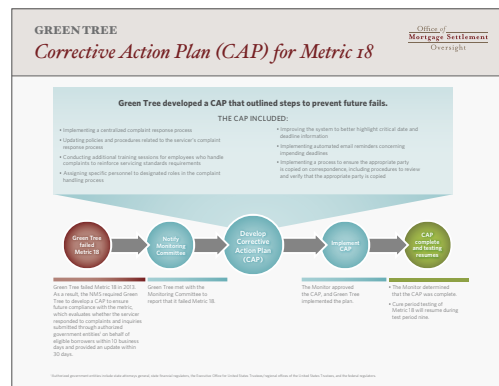 GREEN TREE
Corrective Action Plan (CAP) for Metric 18
Office of
Mortgage Settlement
Oversight
Green Tree developed a CAP that outlined steps to prevent future fails.
THE CAP INCLUDED:
• Implementing a centralized complaint response process
• Updating policies and procedures related to the servicer's complaint
response process
• Conducting additional training sessions for employees who handle
complaints to reinforce servicing standards requirements
• Assigning specific personnel to designated roles in the complaint
handling process
• Improving the system to better highlight critical date and
deadline information
• Implementing automated email reminders concerning
impending deadlines
• Implementing a process to ensure the appropriate party
is copied on correspondence, including procedures to review
and verify that the appropriate party is copied
Green Tree
failed
Metric 18
Notify
Monitoring
Committee
Develop
Corrective
Action Plan
(CAP)
Implement
CAP
CAP
complete
and testing
resumes
Green Tree failed Metric 18 in 2013.
As a result, the NMS required Green
Tree to develop a CAP to ensure
future compliance with the metric,
which evaluates whether the servicer
responded to complaints and inquiries
submitted through authorized
government entities' on behalf of
eligible borrowers within 10 business
days and provided an update within
30 days.
Green Tree met with the
Monitoring Committee to
report that it failed Metric 18.
The Monitor approved
the CAP, and Green Tree
implemented the plan.
• The Monitor determined
that the CAP was complete.
• Cure period testing of
Metric 18 will resume during
test period nine.